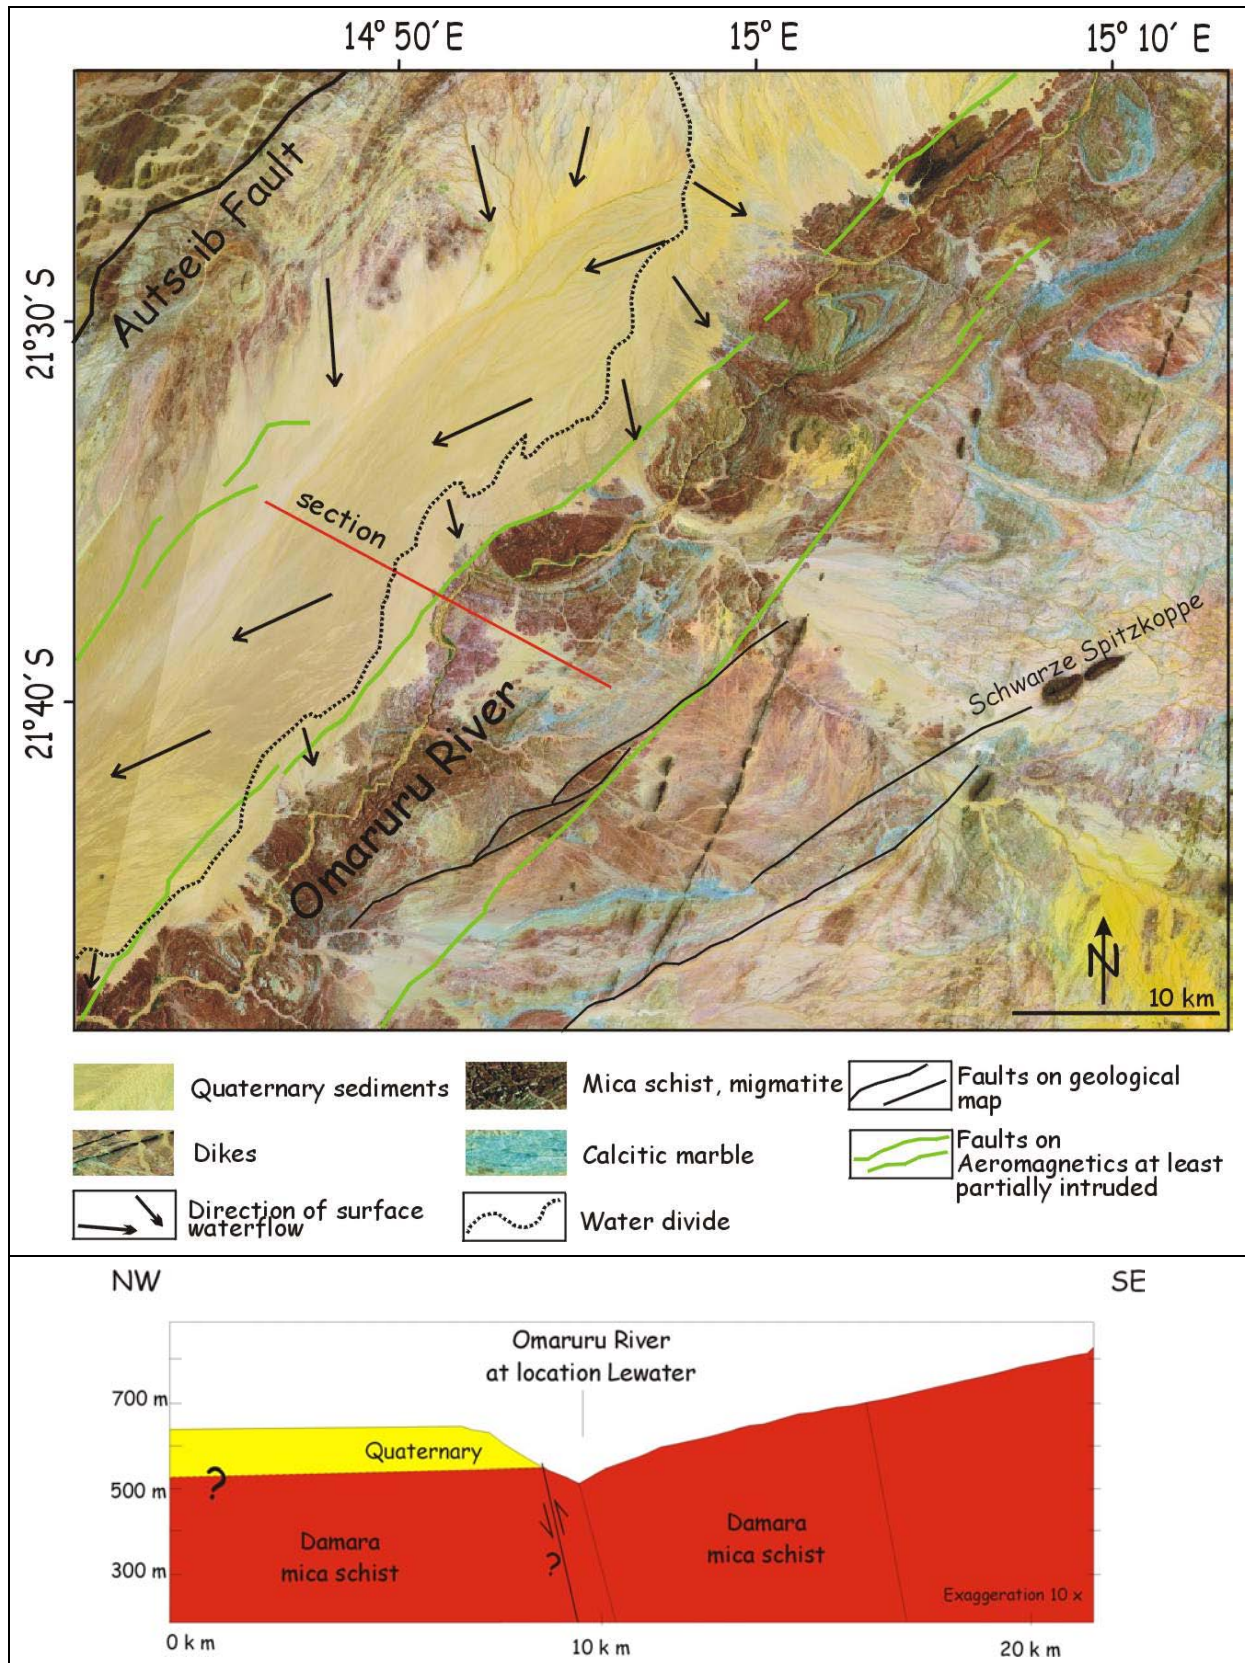 14° 50′ E
15° E
15° 10′ E
21° 30′ S
21° 40′ S
Autseib Fault
section
Omaruru River
Schwarze Spitzkoppe
N
10 km
Quaternary sediments
Mica schist, migmatite
Faults on geological
map
Dikes
Calcitic marble
Faults on
Aeromagnetics at least
partially intruded
Direction of surface
waterflow
Water divide
NW
SE
Omaruru River
at location Lewater
700 m
Quaternary
?
500 m
Damara
mica schist
?
Damara
mica schist
300 m
Exaggeration 10 x
0 km
10 km
20 km